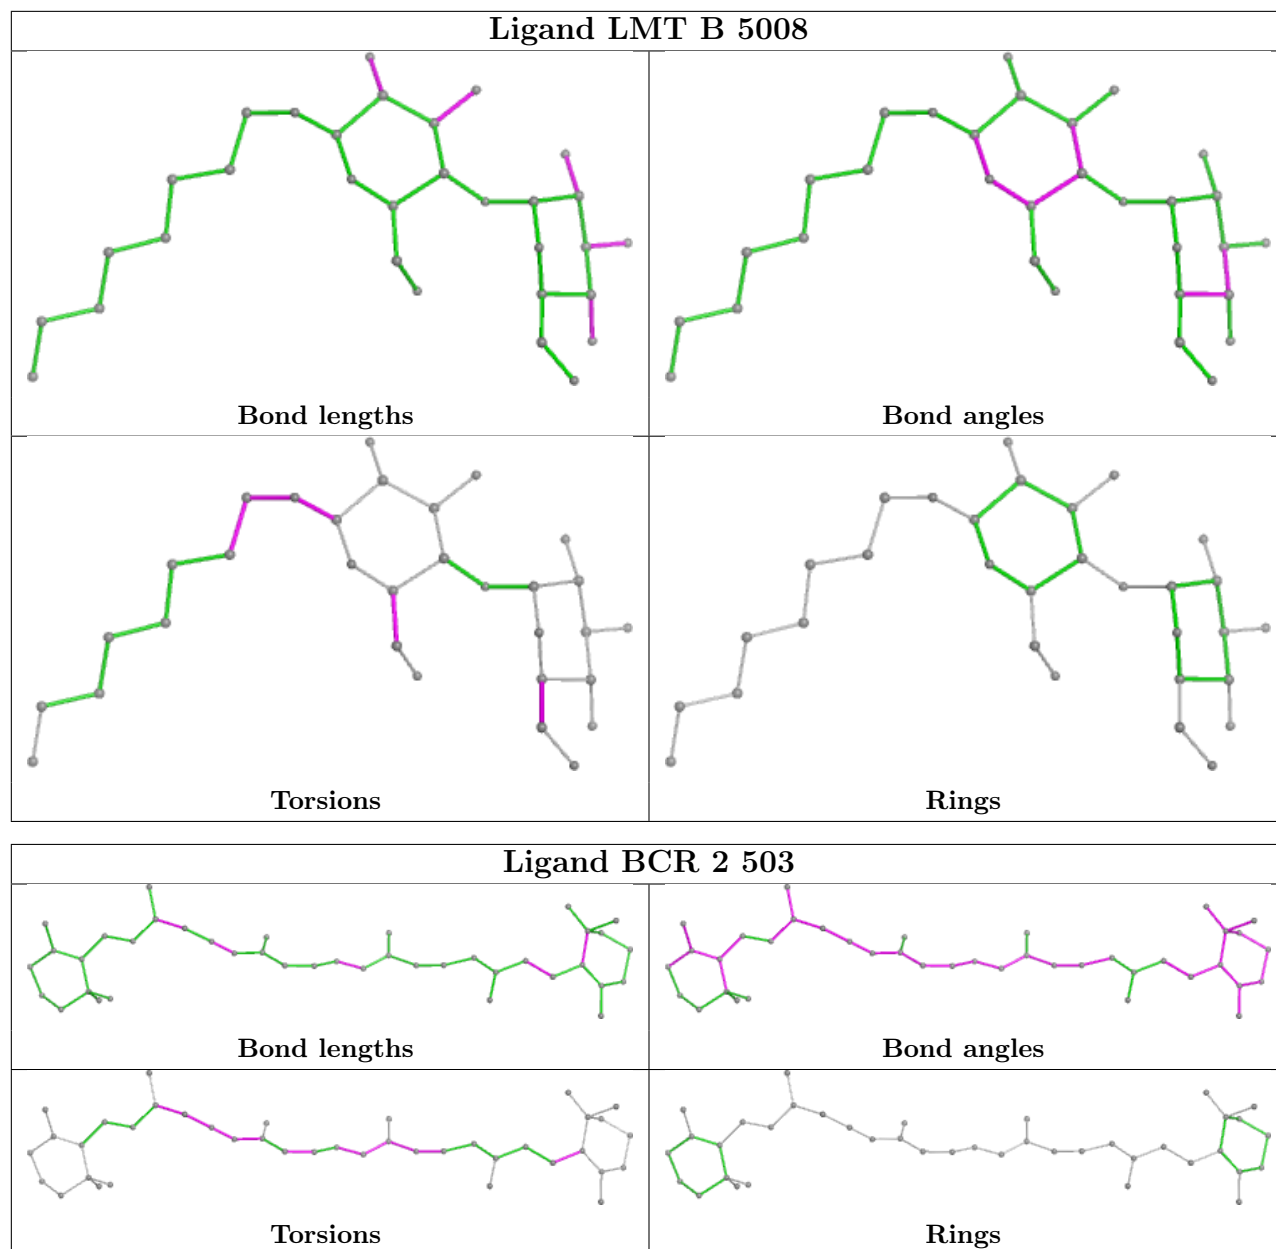 Ligand LMT B 5008
Bond lengths
Bond angles
Torsions
Rings
Ligand BCR 2 503
Bond lengths
Bond angles
Torsions
Rings